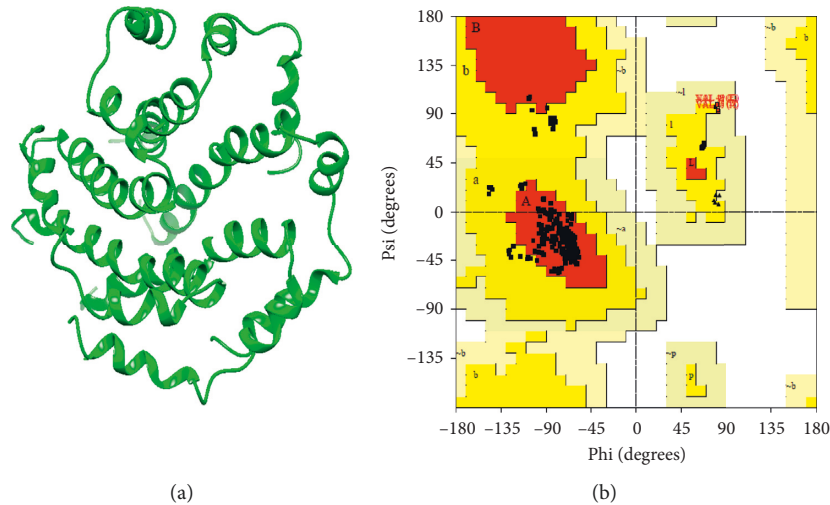 180
135
90
45
0
−45
−90
−135
−180
−135
−90
−45
0
45
90
135
180
Psi (degrees)
Phi (degrees)
B
b
~b
~b
b
~l
l
L
a
A
~a
~b
b
~p
p
~b
(a)
(b)